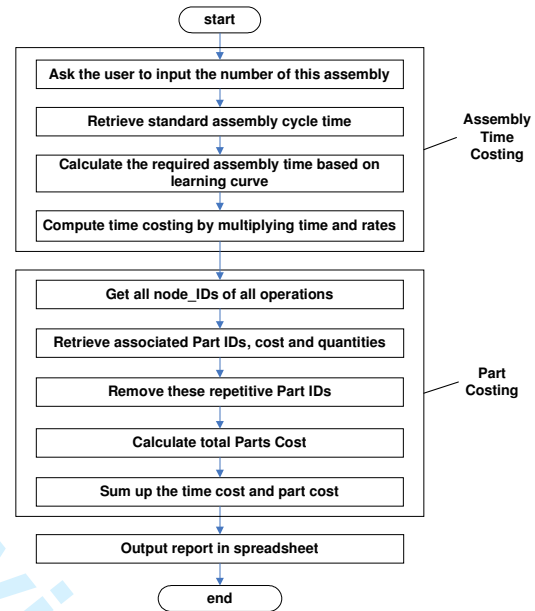 start
Ask the user to input the number of this assembly
Retrieve standard assembly cycle time
Calculate the required assembly time based on
learning curve
Compute time costing by multiplying time and rates
Assembly
Time
Costing
Get all node_IDs of all operations
Retrieve associated Part IDs, cost and quantities
Remove these repetitive Part IDs
Calculate total Parts Cost
Sum up the time cost and part cost
Part
Costing
Output report in spreadsheet
end